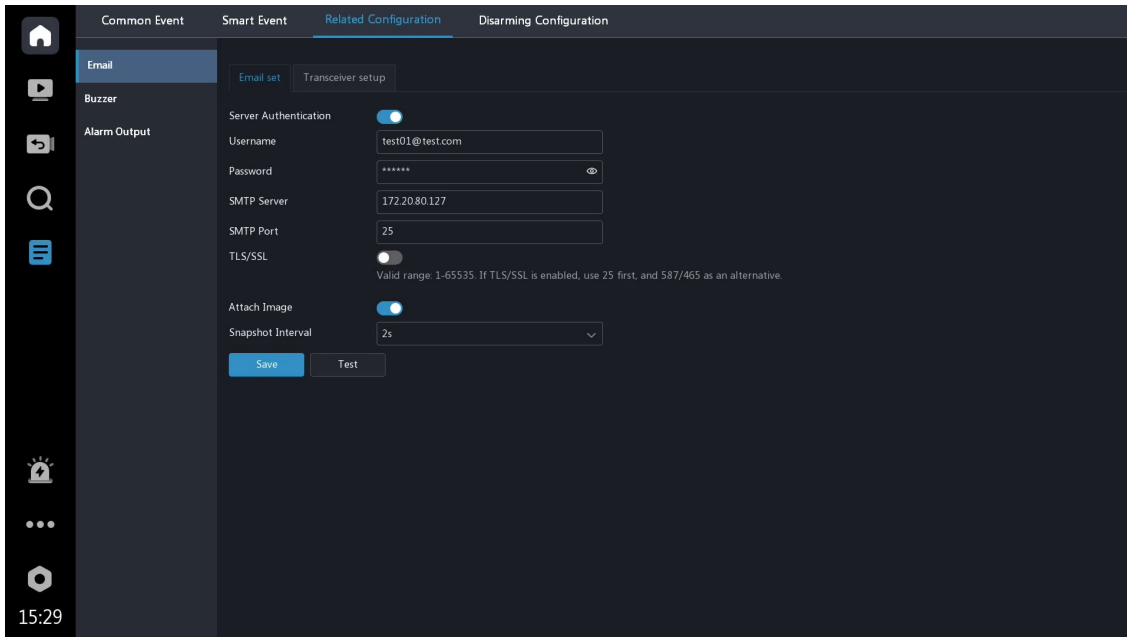 Common Event Smart Event Related Configuration Disarming Configuration
Email
Buzzer
Alarm Output
Email set Transceiver setup
Server Authentication
Username test01@test.com
Password ******
SMTP Server 172.20.80.127
SMTP Port 25
TLS/SSL
Valid range: 1-65535. If TLS/SSL is enabled, use 25 first, and 587/465 as an alternative.
Attach Image
Snapshot Interval 2s
Save Test
15:29